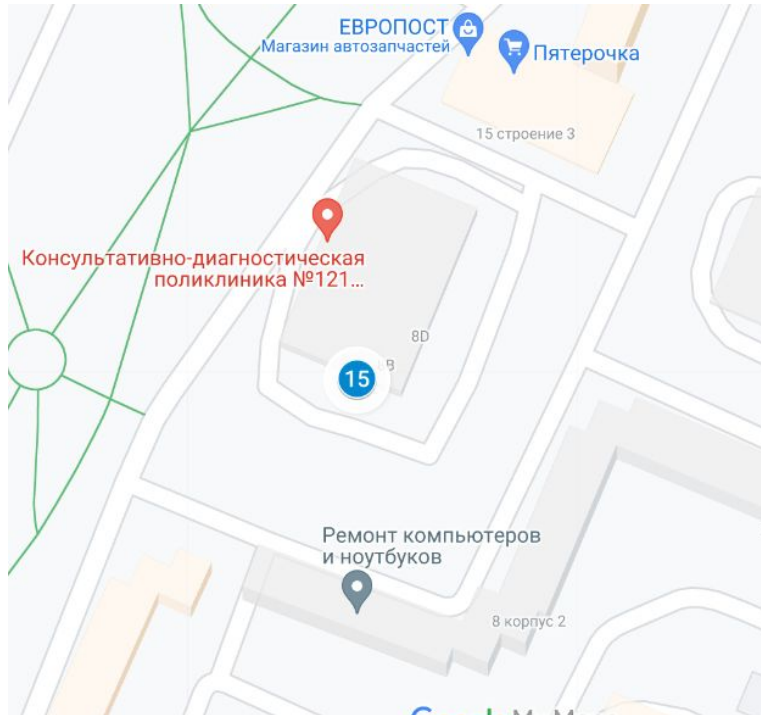 ЕВРОПОСТ
Магазин автозапчастей
Пятерочка
15 строение 3
Консультативно-диагностическая
поликлиника №121...
8D
8B
15
Ремонт компьютеров
и ноутбуков
8 корпус 2